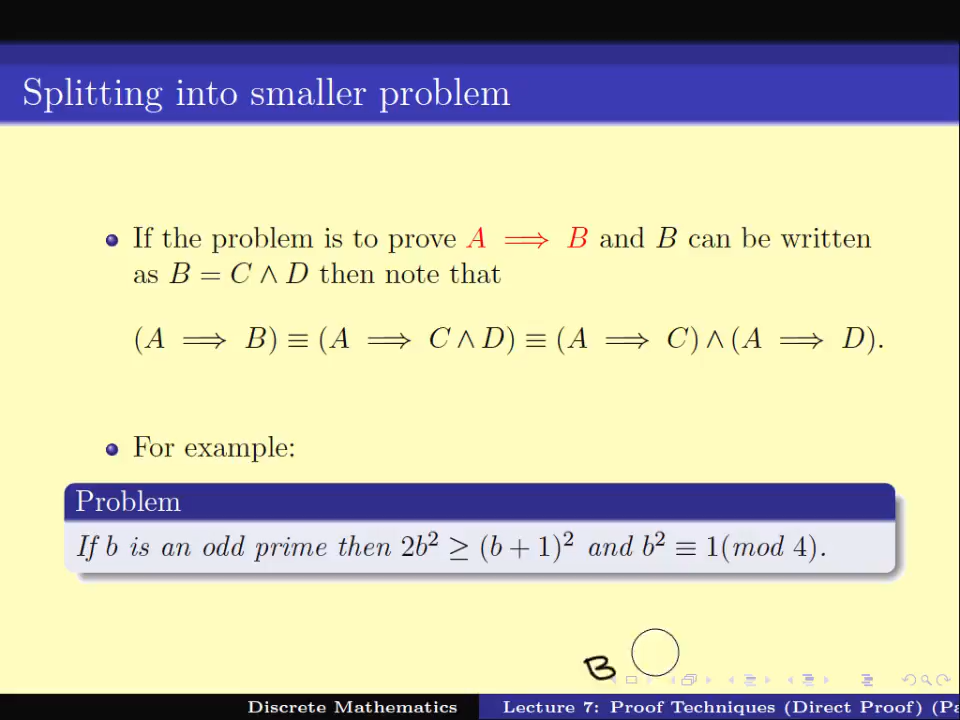 Splitting into smaller problem
If the problem is to prove A ⟹ B and B can be written
as B = C ∧ D then note that
(A ⟹ B) ≡ (A ⟹ C ∧ D) ≡ (A ⟹ C) ∧ (A ⟹ D).
For example:
Problem
If b is an odd prime then 2b² ≥ (b + 1)² and b² ≡ 1(mod 4).
B
Discrete Mathematics Lecture 7: Proof Techniques (Direct Proof) (Pa